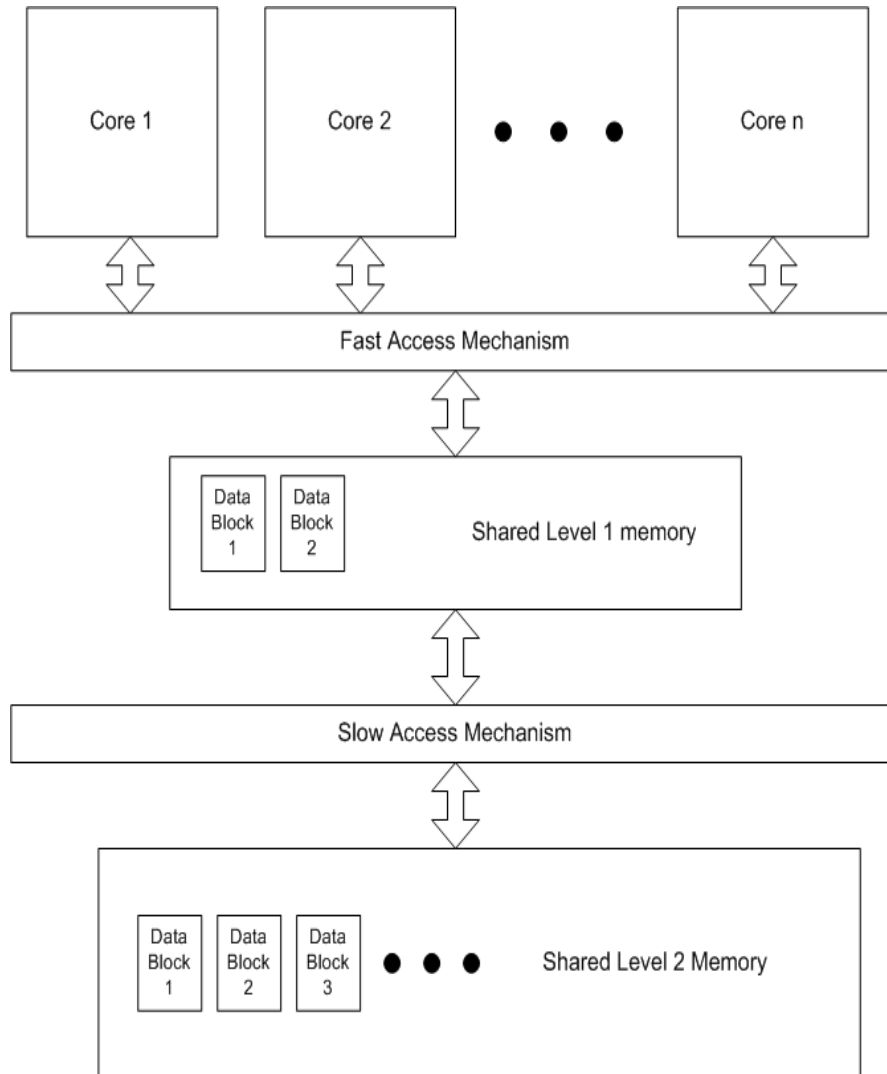 Core 1
Core 2
Core n
Fast Access Mechanism
Data
Block
1
Data
Block
2
Shared Level 1 memory
Slow Access Mechanism
Data
Block
1
Data
Block
2
Data
Block
3
Shared Level 2 Memory